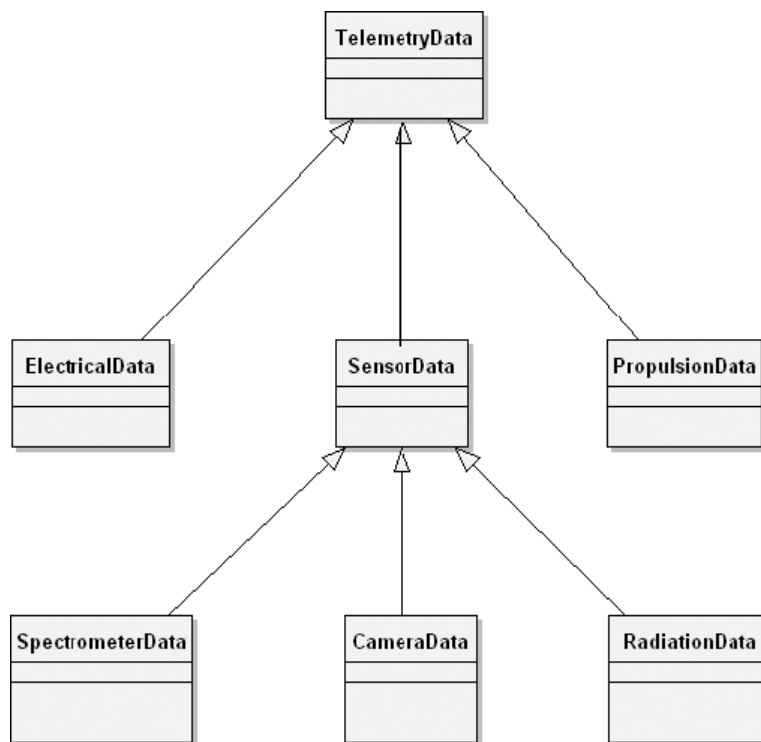 TelemetryData
ElectricalData
SensorData
PropulsionData
SpectrometerData
CameraData
RadiationData